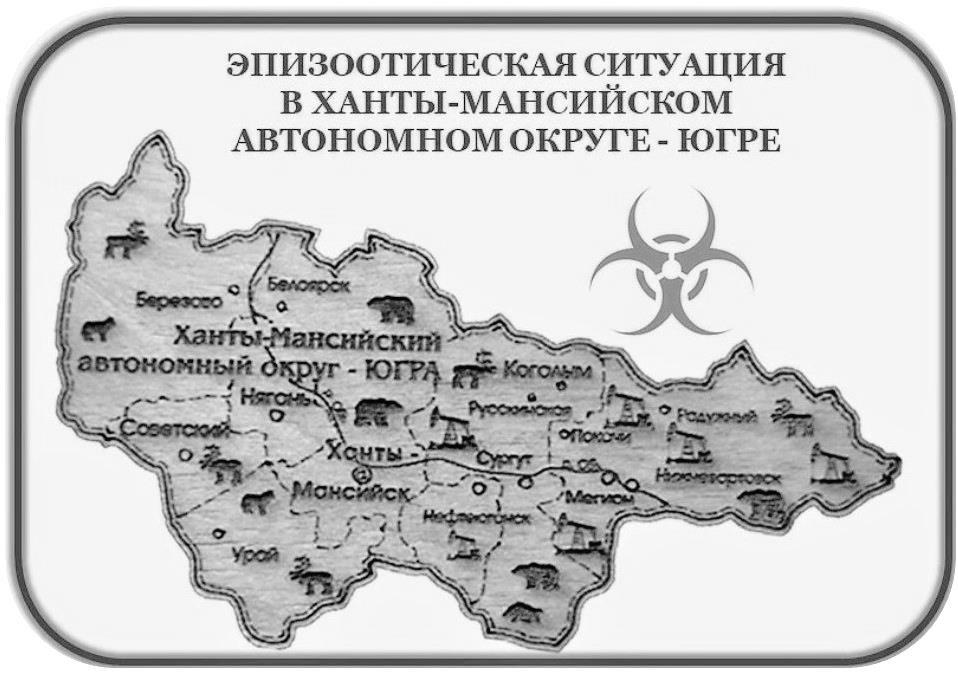 ЭПИЗООТИЧЕСКАЯ СИТУАЦИЯ
В ХАНТЫ-МАНСИЙСКОМ
АВТОНОМНОМ ОКРУГЕ - ЮГРЕ
Белоярск
Березово
Ханты-Мансийский
автономный округ - ЮГРА
Когалым
Нягань
Русскинская
Радужный
Советский
Покачи
Ханты -
Сургут
р. Обь
Нижневартовск
Мансийск
Мегион
Нефтеюганск
Урай